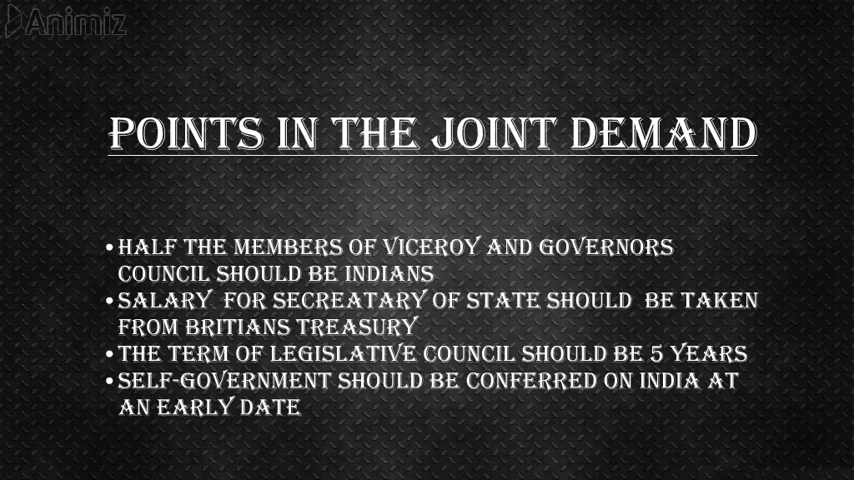 Animiz
POINTS IN THE JOINT DEMAND
• HALF THE MEMBERS OF VICEROY AND GOVERNORS
COUNCIL SHOULD BE INDIANS
• SALARY FOR SECREATARY OF STATE SHOULD BE TAKEN
FROM BRITIANS TREASURY
• THE TERM OF LEGISLATIVE COUNCIL SHOULD BE 5 YEARS
• SELF-GOVERNMENT SHOULD BE CONFERRED ON INDIA AT
AN EARLY DATE